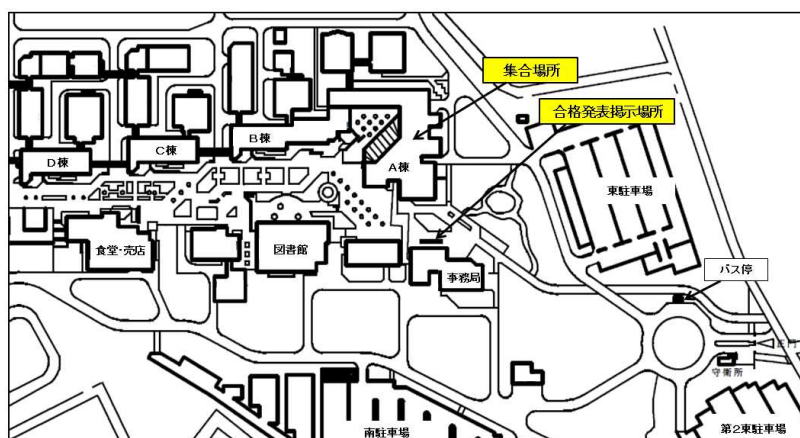 集合場所
合格発表掲示場所
B棟
C棟
D棟
A棟
東駐車場
食堂・売店
図書館
事務局
バス停
正門
守衛所
南駐車場
第2東駐車場